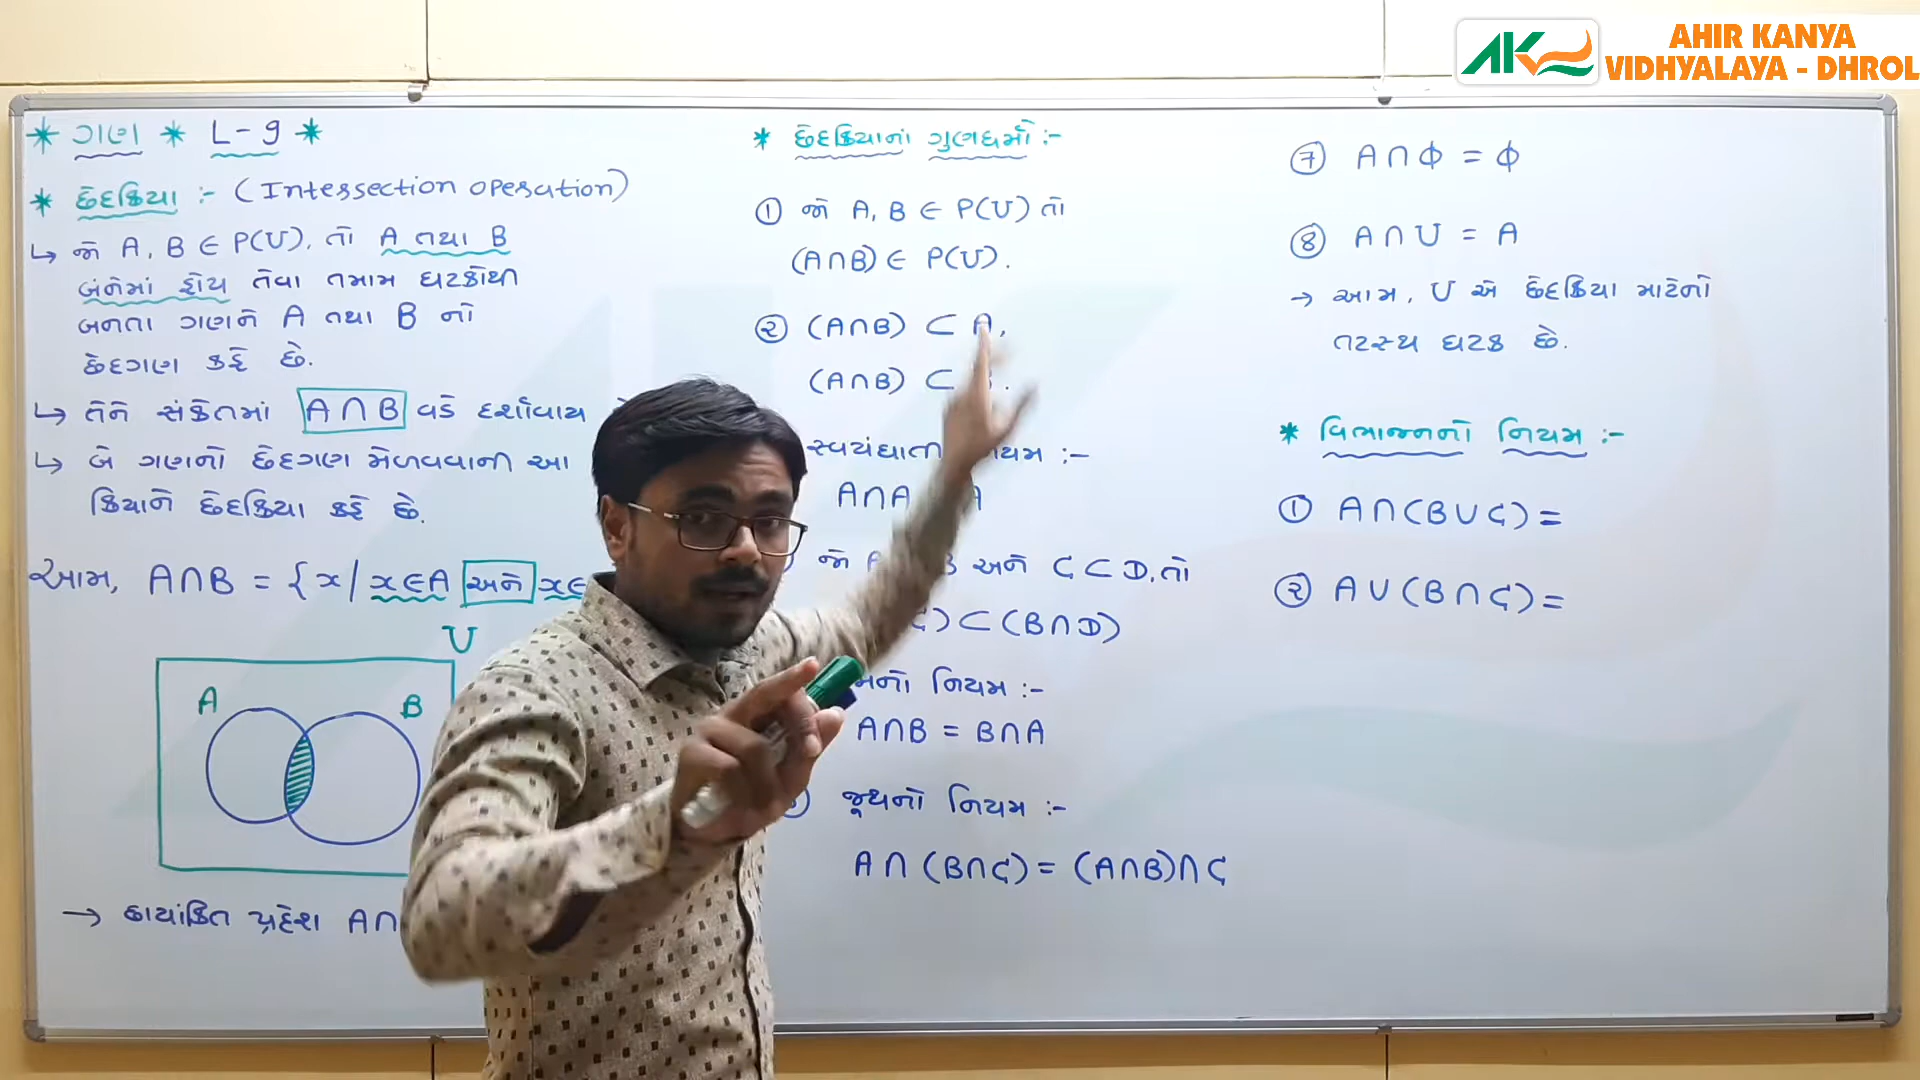 AHIR KANYA
VIDHYALAYA - DHROL
* ગણ * L-9 *
* છેદક્રિયા :- (Intersection operation)
↳ જો A, B ∈ P(U), તો A તથા B
બંનેમાં હોય તેવા તમામ ઘટકોથી
બનતા ગણને A તથા B નો
છેદગણ કહે છે.
↳ તેને સંકેતમાં A∩B વડે દર્શાવાય
↳ બે ગણનો છેદગણ મેળવવાની આ
ક્રિયાને છેદક્રિયા કહે છે.
આમ, A∩B = {x / x∈A અને x∈
U
A B
→ છાયાંકિત પ્રદેશ A∩
* છેદક્રિયાનાં ગુણધર્મો :-
① જો A, B ∈ P(U) તો
(A∩B) ∈ P(U).
② (A∩B) ⊂ A,
(A∩B) ⊂
સ્વયંઘાતી :-
A∩A A
જો અને C⊂D, તો
) ⊂ (B∩D)
નિયમ :-
A∩B = B∩A
જૂથનો નિયમ :-
A∩(B∩C) = (A∩B)∩C
⑦ A∩Φ = Φ
⑧ A∩U = A
→ આમ, U એ છેદક્રિયા માટેનો
તટસ્થ ઘટક છે.
* વિભાજનનો નિયમ :-
① A∩(B∪C) =
② A∪(B∩C) =